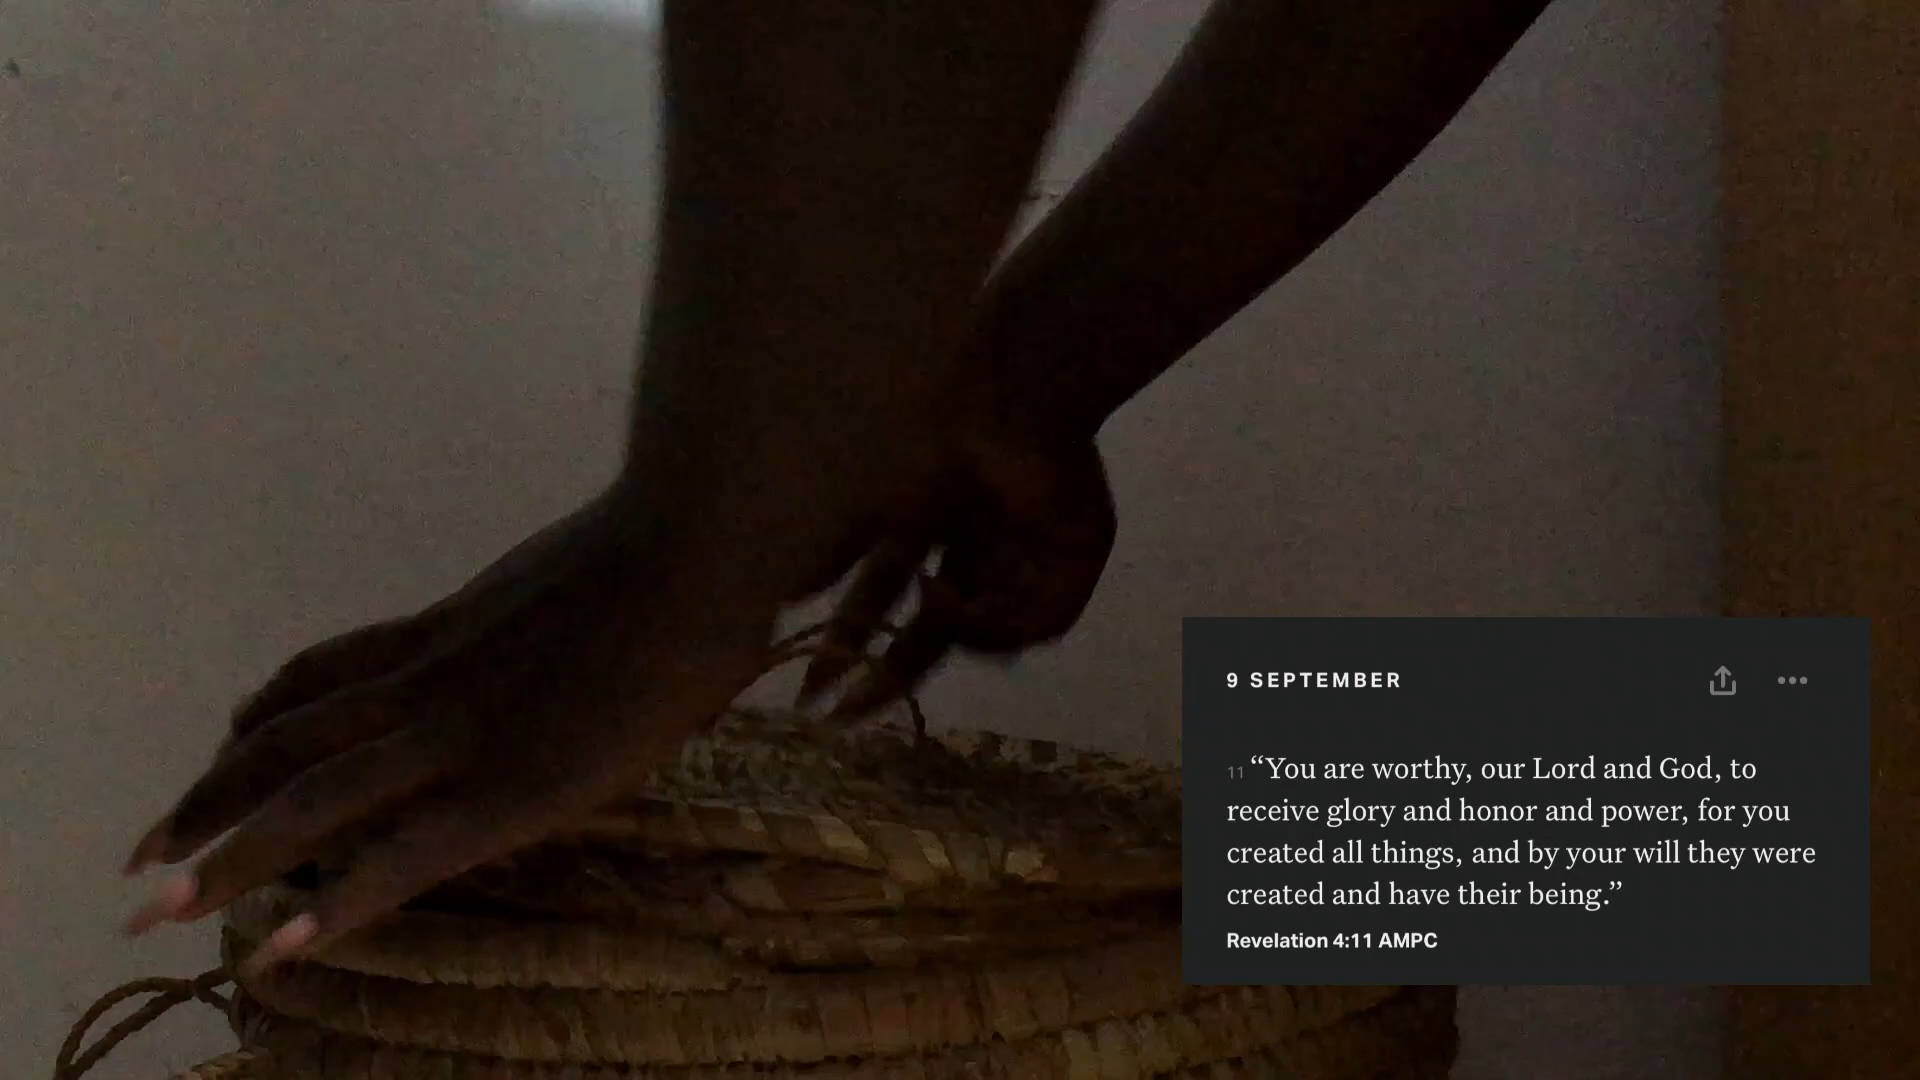 9 SEPTEMBER
11 “You are worthy, our Lord and God, to
receive glory and honor and power, for you
created all things, and by your will they were
created and have their being.”
Revelation 4:11 AMPC